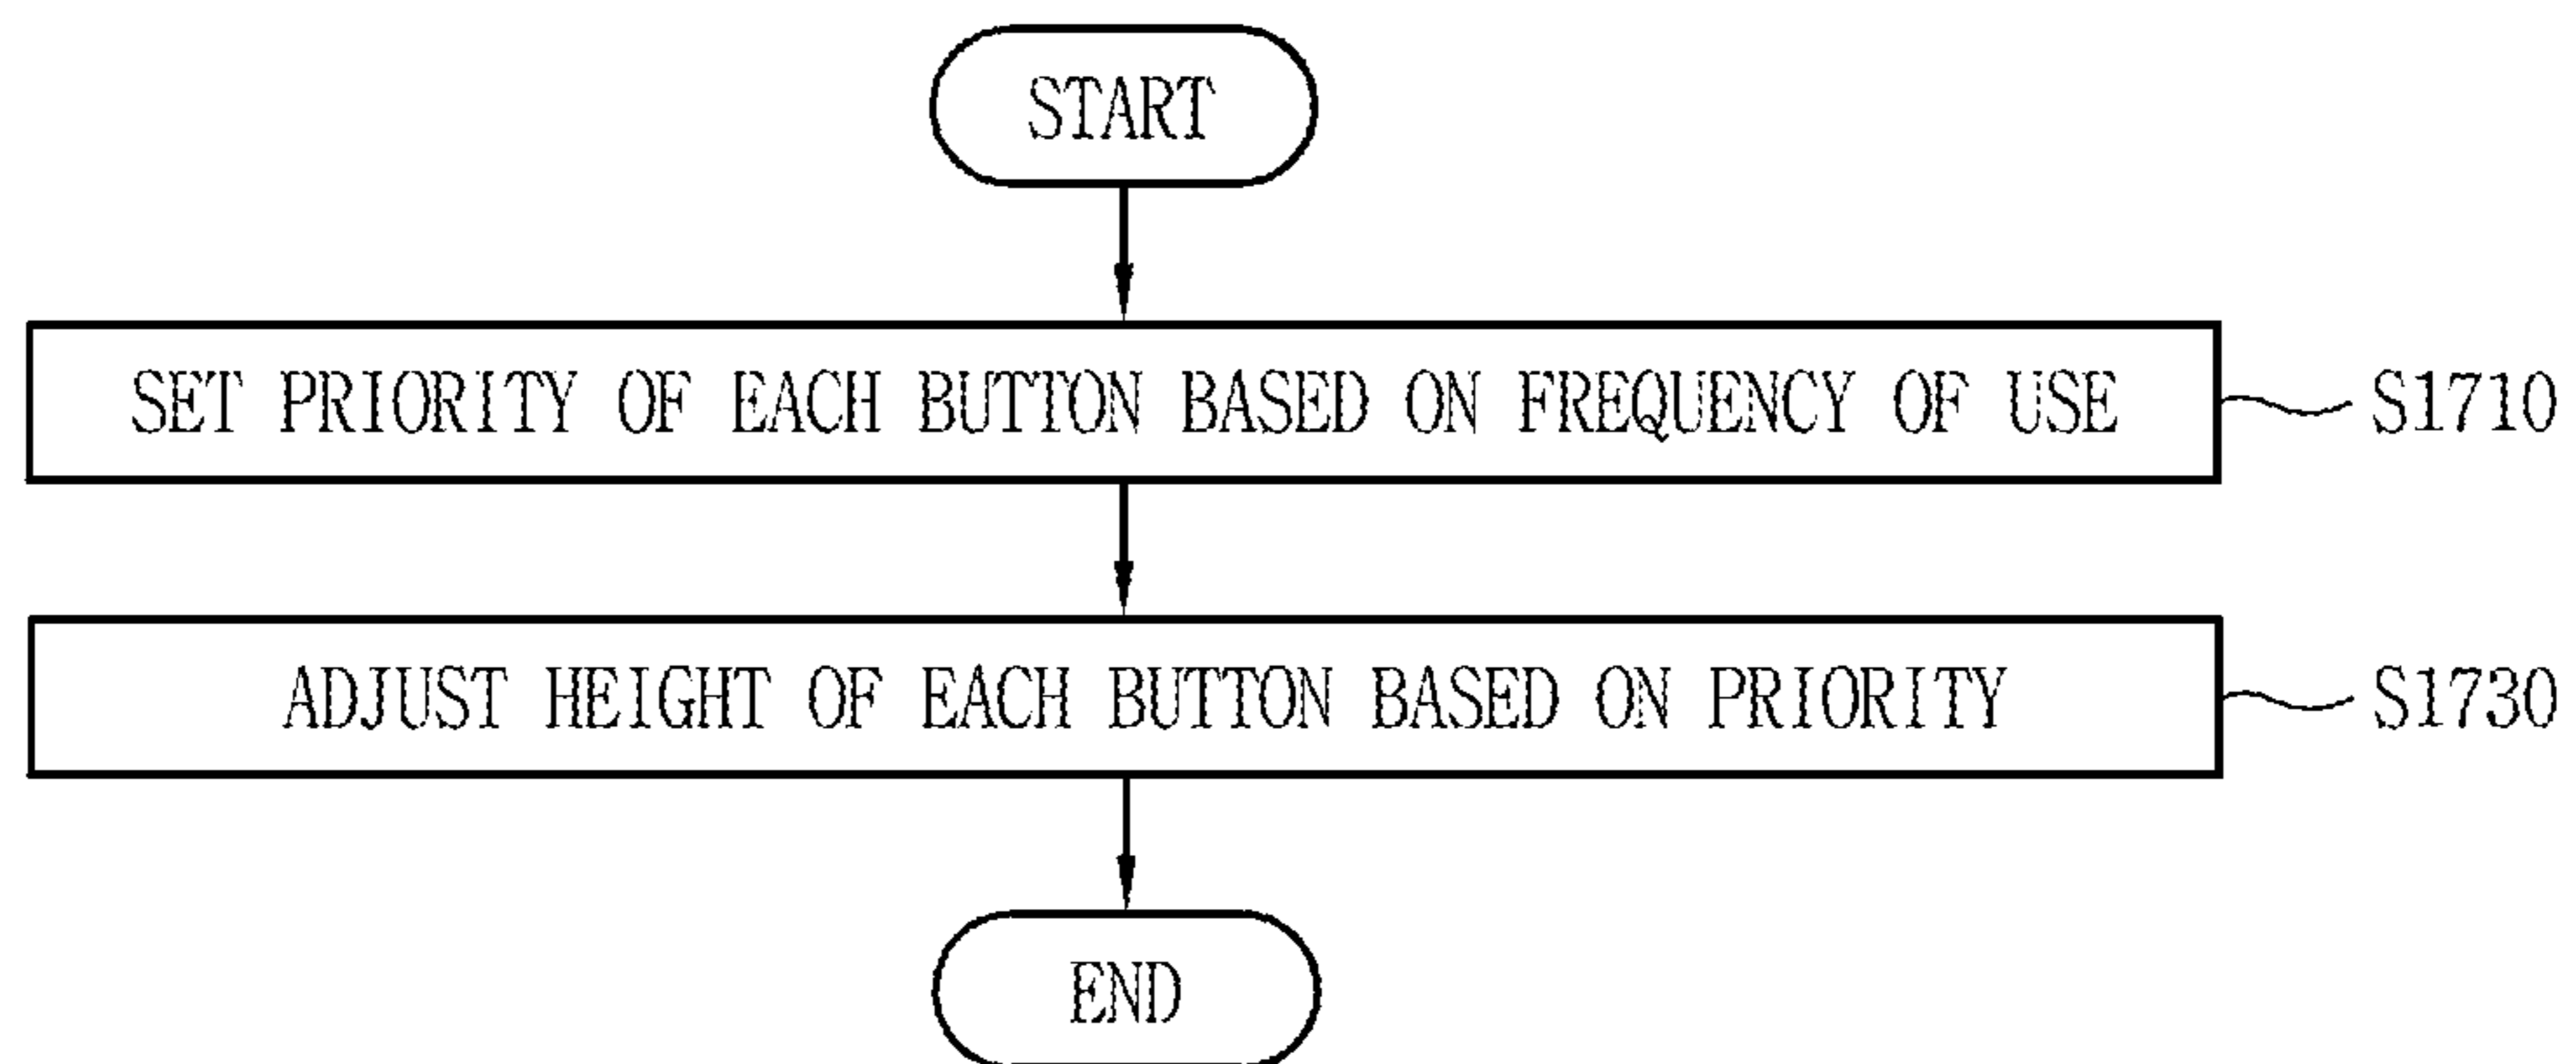 START
SET PRIORITY OF EACH BUTTON BASED ON FREQUENCY OF USE
S1710
ADJUST HEIGHT OF EACH BUTTON BASED ON PRIORITY
S1730
END